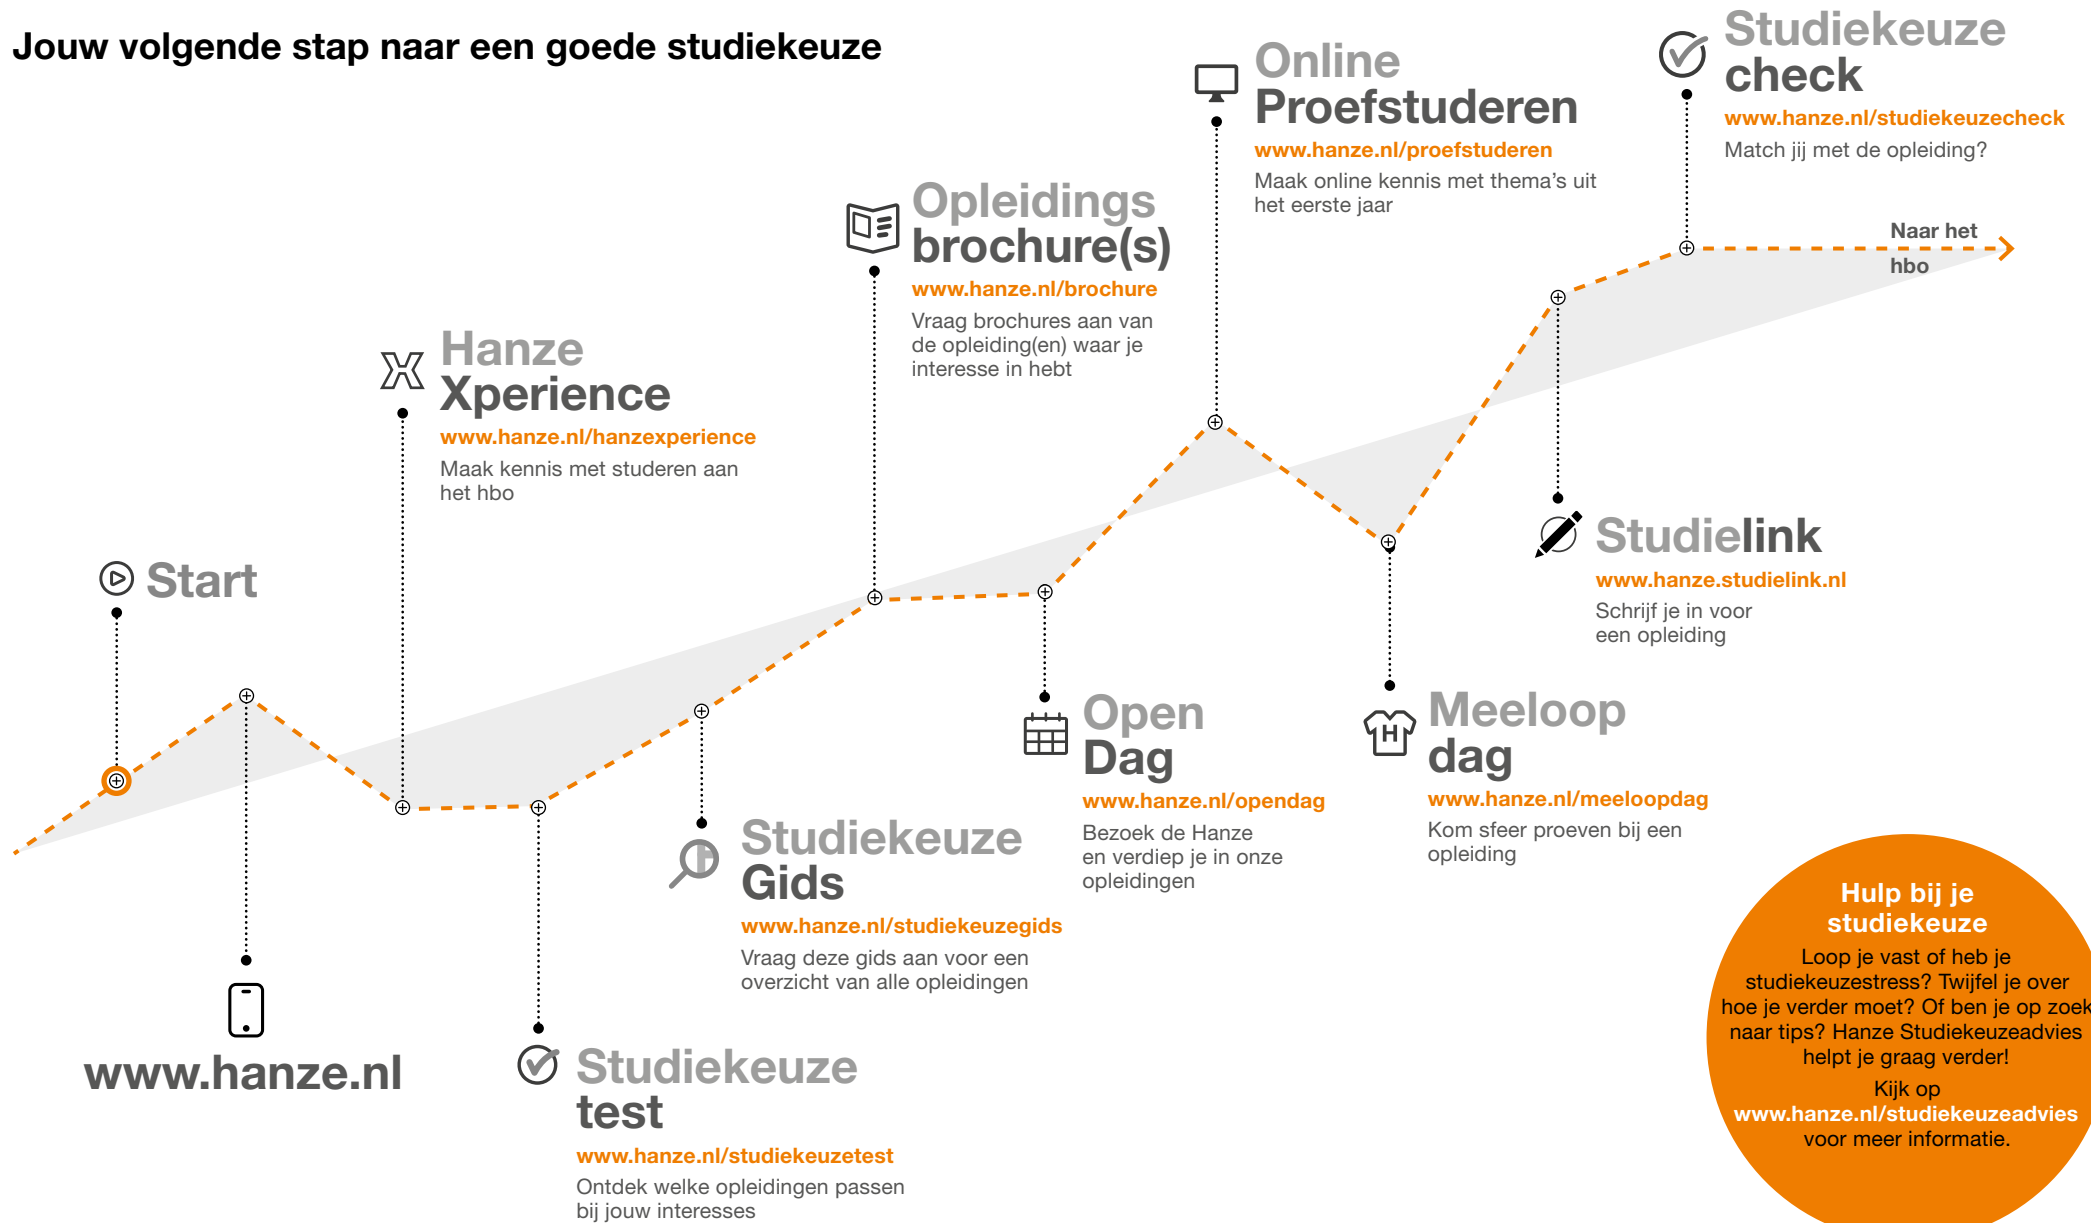 Jouw volgende stap naar een goede studiekeuze
Start
www.hanze.nl
Hanze
Xperience
www.hanze.nl/hanzexperience
Maak kennis met studeren aan
het hbo
Studiekeuze
test
www.hanze.nl/studiekeuzetest
Ontdek welke opleidingen passen
bij jouw interesses
Studiekeuze
Gids
www.hanze.nl/studiekeuzegids
Vraag deze gids aan voor een
overzicht van alle opleidingen
Opleidings
brochure(s)
www.hanze.nl/brochure
Vraag brochures aan van
de opleiding(en) waar je
interesse in hebt
Open
Dag
www.hanze.nl/opendag
Bezoek de Hanze
en verdiep je in onze
opleidingen
Online
Proefstuderen
www.hanze.nl/proefstuderen
Maak online kennis met thema’s uit
het eerste jaar
H
Meeloop
dag
www.hanze.nl/meeloopdag
Kom sfeer proeven bij een
opleiding
Studielink
www.hanze.studielink.nl
Schrijf je in voor
een opleiding
Studiekeuze
check
www.hanze.nl/studiekeuzecheck
Match jij met de opleiding?
Naar het
hbo
Hulp bij je
studiekeuze
Loop je vast of heb je
studiekeuzestress? Twijfel je over
hoe je verder moet? Of ben je op zoek
naar tips? Hanze Studiekeuzeadvies
helpt je graag verder!
Kijk op
www.hanze.nl/studiekeuzeadvies
voor meer informatie.